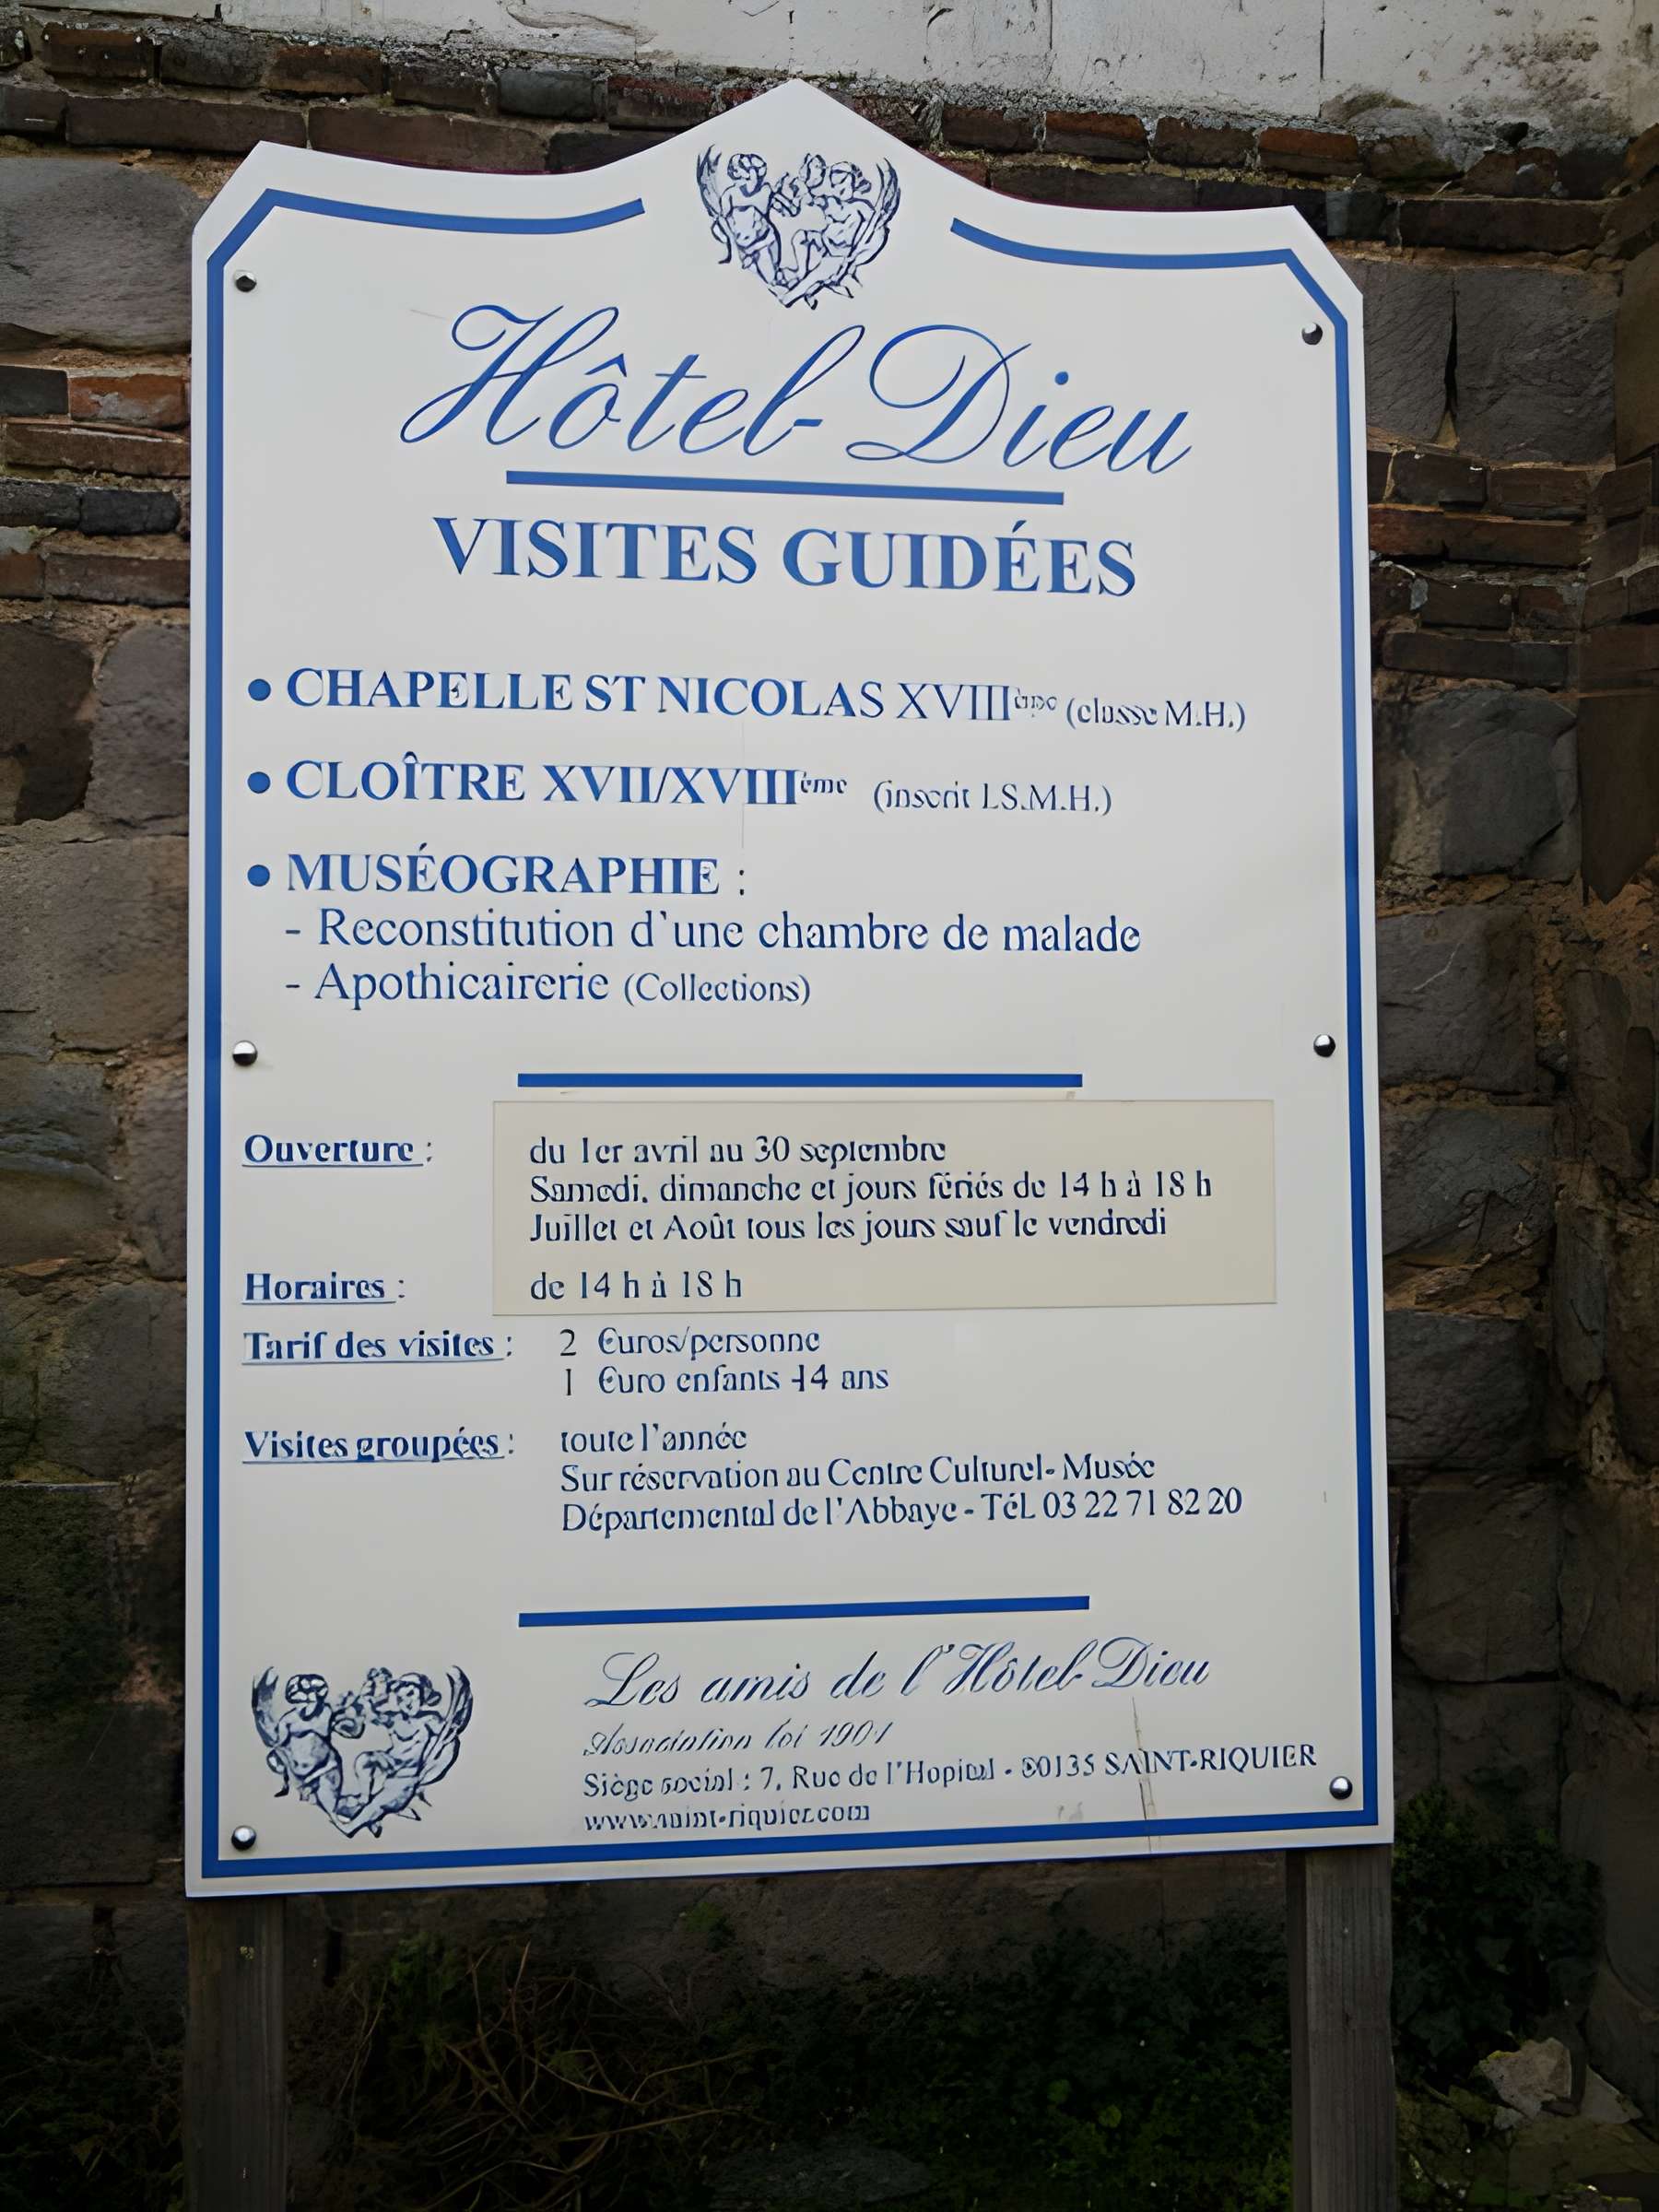 Hôtel-Dieu
VISITES GUIDÉES
• CHAPELLE ST NICOLAS XVIIIème (classe M.H.)
• CLOÎTRE XVII/XVIIIème (inscrit I.S.M.H.)
• MUSÉOGRAPHIE :
- Reconstitution d'une chambre de malade
- Apothicairerie (Collections)
Ouverture : du 1er avril au 30 septembre
Samedi, dimanche et jours fériés de 14 h à 18 h
Juillet et Août tous les jours sauf le vendredi
Horaires : de 14 h à 18 h
Tarif des visites : 2 €uros/personne
1 €uro enfants -14 ans
Visites groupées : toute l'année
Sur réservation au Centre Culturel- Musée
Départemental de l'Abbaye - Tél. 03 22 71 82 20
Les amis de l'Hôtel-Dieu
Association loi 1901
Siège social : 7, Rue de l'Hopital - 80135 SAINT-RIQUIER
www.saint-riquier.com